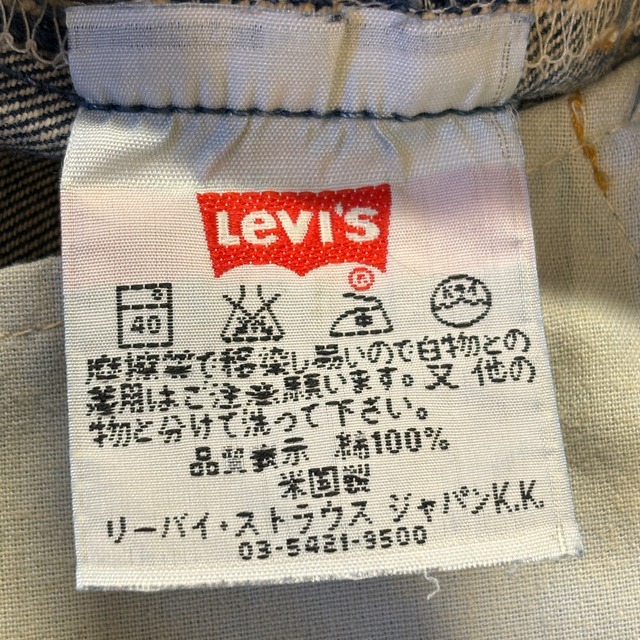 Levi's
®
40
摩擦等で移染し易いので白物との
着用はご注意願います。又 他の
物と分けて洗って下さい。
品質表示 綿100%
米国製
リーバイ・ストラウス ジャパンK.K.
03-5421-9500